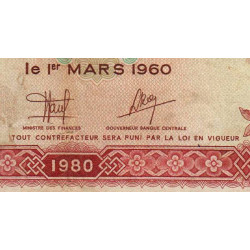 le 1er MARS 1960
MINISTRE DES FINANCES GOUVERNEUR BANQUE CENTRALE
TOUT CONTREFACTEUR SERA PUNI PAR LA LOI EN VIGUEUR
1980